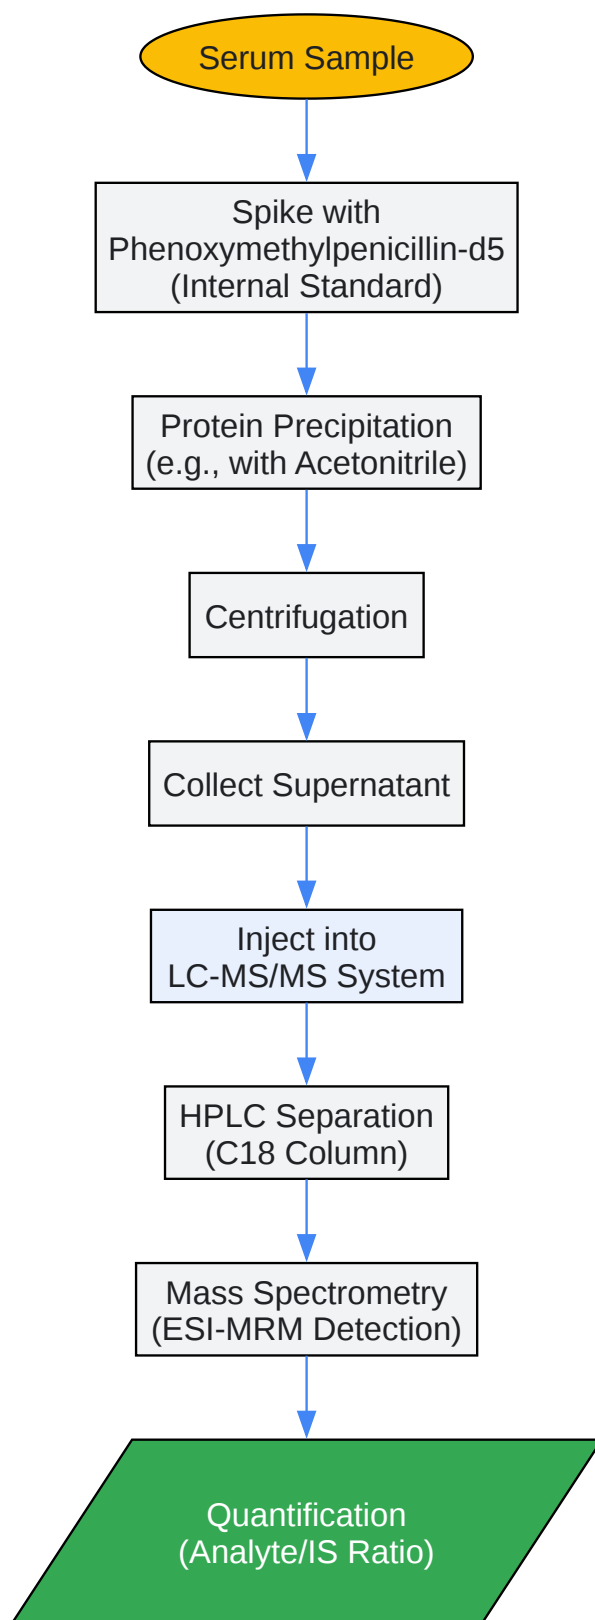 Serum Sample
Spike with
Phenoxymethylpenicillin-d5
(Internal Standard)
Protein Precipitation
(e.g., with Acetonitrile)
Centrifugation
Collect Supernatant
Inject into
LC-MS/MS System
HPLC Separation
(C18 Column)
Mass Spectrometry
(ESI-MRM Detection)
Quantification
(Analyte/IS Ratio)